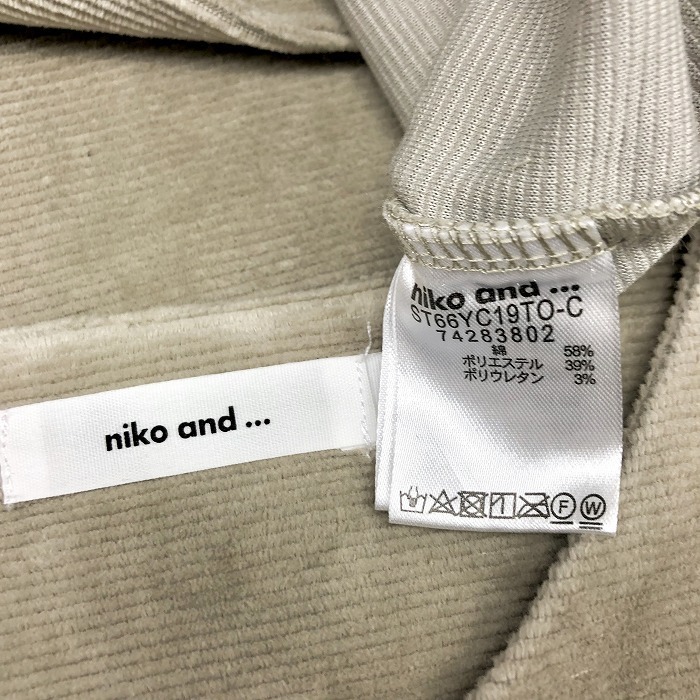 niko and ...
niko and ...
ST66YC19TO-C
74283802
綿 58%
ポリエステル 39%
ポリウレタン 3%
F W